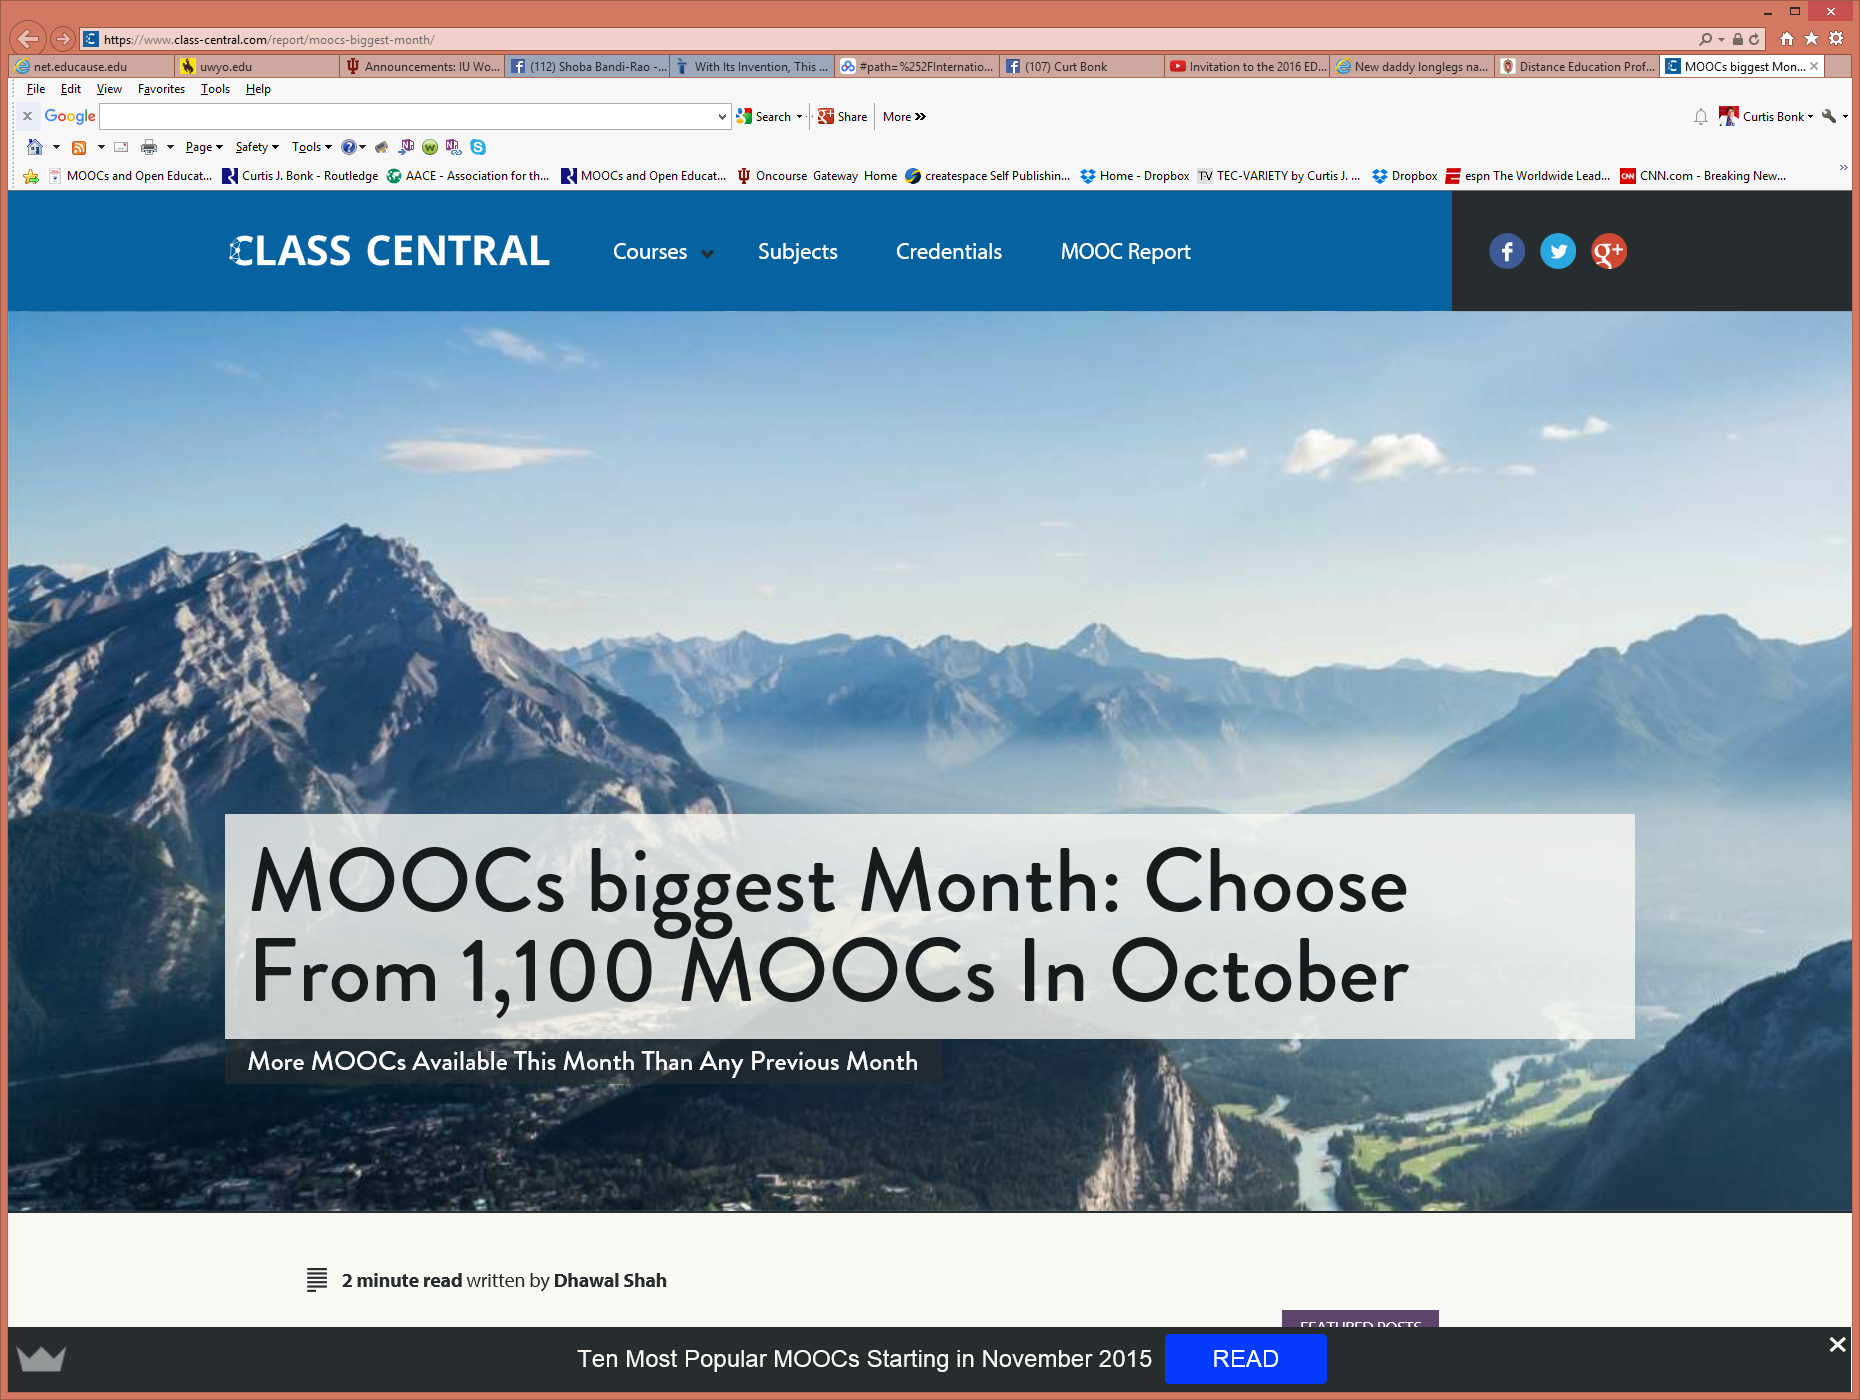 https://www.class-central.com/report/moocs-biggest-month/
net.educause.edu
uwyo.edu
Announcements: IU Wo...
(112) Shoba Bandi-Rao -...
With Its Invention, This ...
#path=%252FInternatio...
(107) Curt Bonk
Invitation to the 2016 ED...
New daddy longlegs na...
Distance Education Prof...
MOOCs biggest Mon...
File Edit View Favorites Tools Help
x Google Search Share More » Curtis Bonk
Page Safety Tools
MOOCs and Open Educat... Curtis J. Bonk - Routledge AACE - Association for th... MOOCs and Open Educat... Oncourse Gateway Home createspace Self Publishin... Home - Dropbox T-V TEC-VARIETY by Curtis J. ... Dropbox espn The Worldwide Lead... CNN CNN.com - Breaking New... »
CLASS CENTRAL Courses Subjects Credentials MOOC Report
MOOCs biggest Month: Choose
From 1,100 MOOCs In October
More MOOCs Available This Month Than Any Previous Month
2 minute read written by Dhawal Shah
FEATURED POSTS
Ten Most Popular MOOCs Starting in November 2015 READ